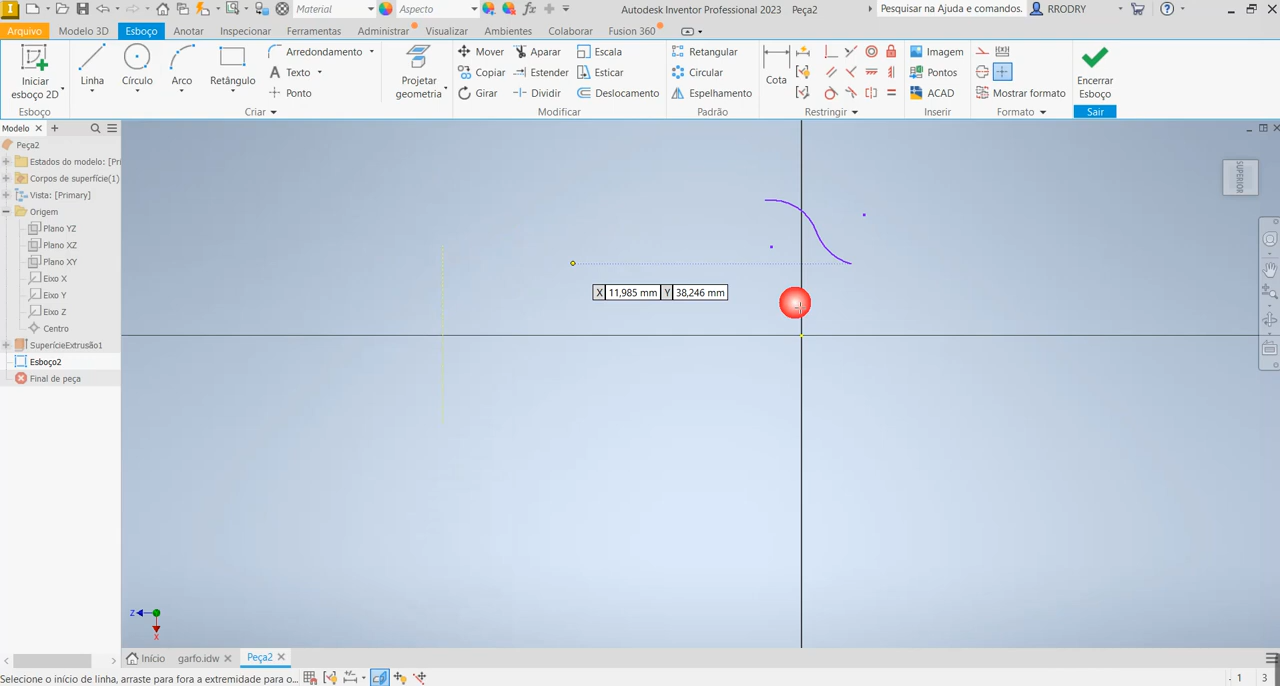 Material Aspecto fx Autodesk Inventor Professional 2023 Peça2 Pesquisar na Ajuda e comandos. RRODRY
Arquivo Modelo 3D Esboço Anotar Inspecionar Ferramentas Administrar Visualizar Ambientes Colaborar Fusion 360
Iniciar esboço 2D
Linha
Círculo
Arco
Retângulo
Arredondamento
Texto
Ponto
Projetar geometria
Mover Aparar Escala
Copiar Estender Esticar
Girar Dividir Deslocamento
Retangular
Circular
Espelhamento
Cota
Imagem
Pontos
ACAD
Mostrar formato
Encerrar Esboço
Esboço Criar Modificar Padrão Restringir Inserir Formato Sair
Modelo
Peça2
Estados do modelo: [Pri
Corpos de superfície(1)
Vista: [Primary]
Origem
Plano YZ
Plano XZ
Plano XY
Eixo X
Eixo Y
Eixo Z
Centro
SuperícieExtrusão1
Esboço2
Final de peça
SUPERIOR
X 11,985 mm Y 38,246 mm
Z
X
Início garfo.idw Peça2
Selecione o início de linha, arraste para fora a extremidade para o... 1 3